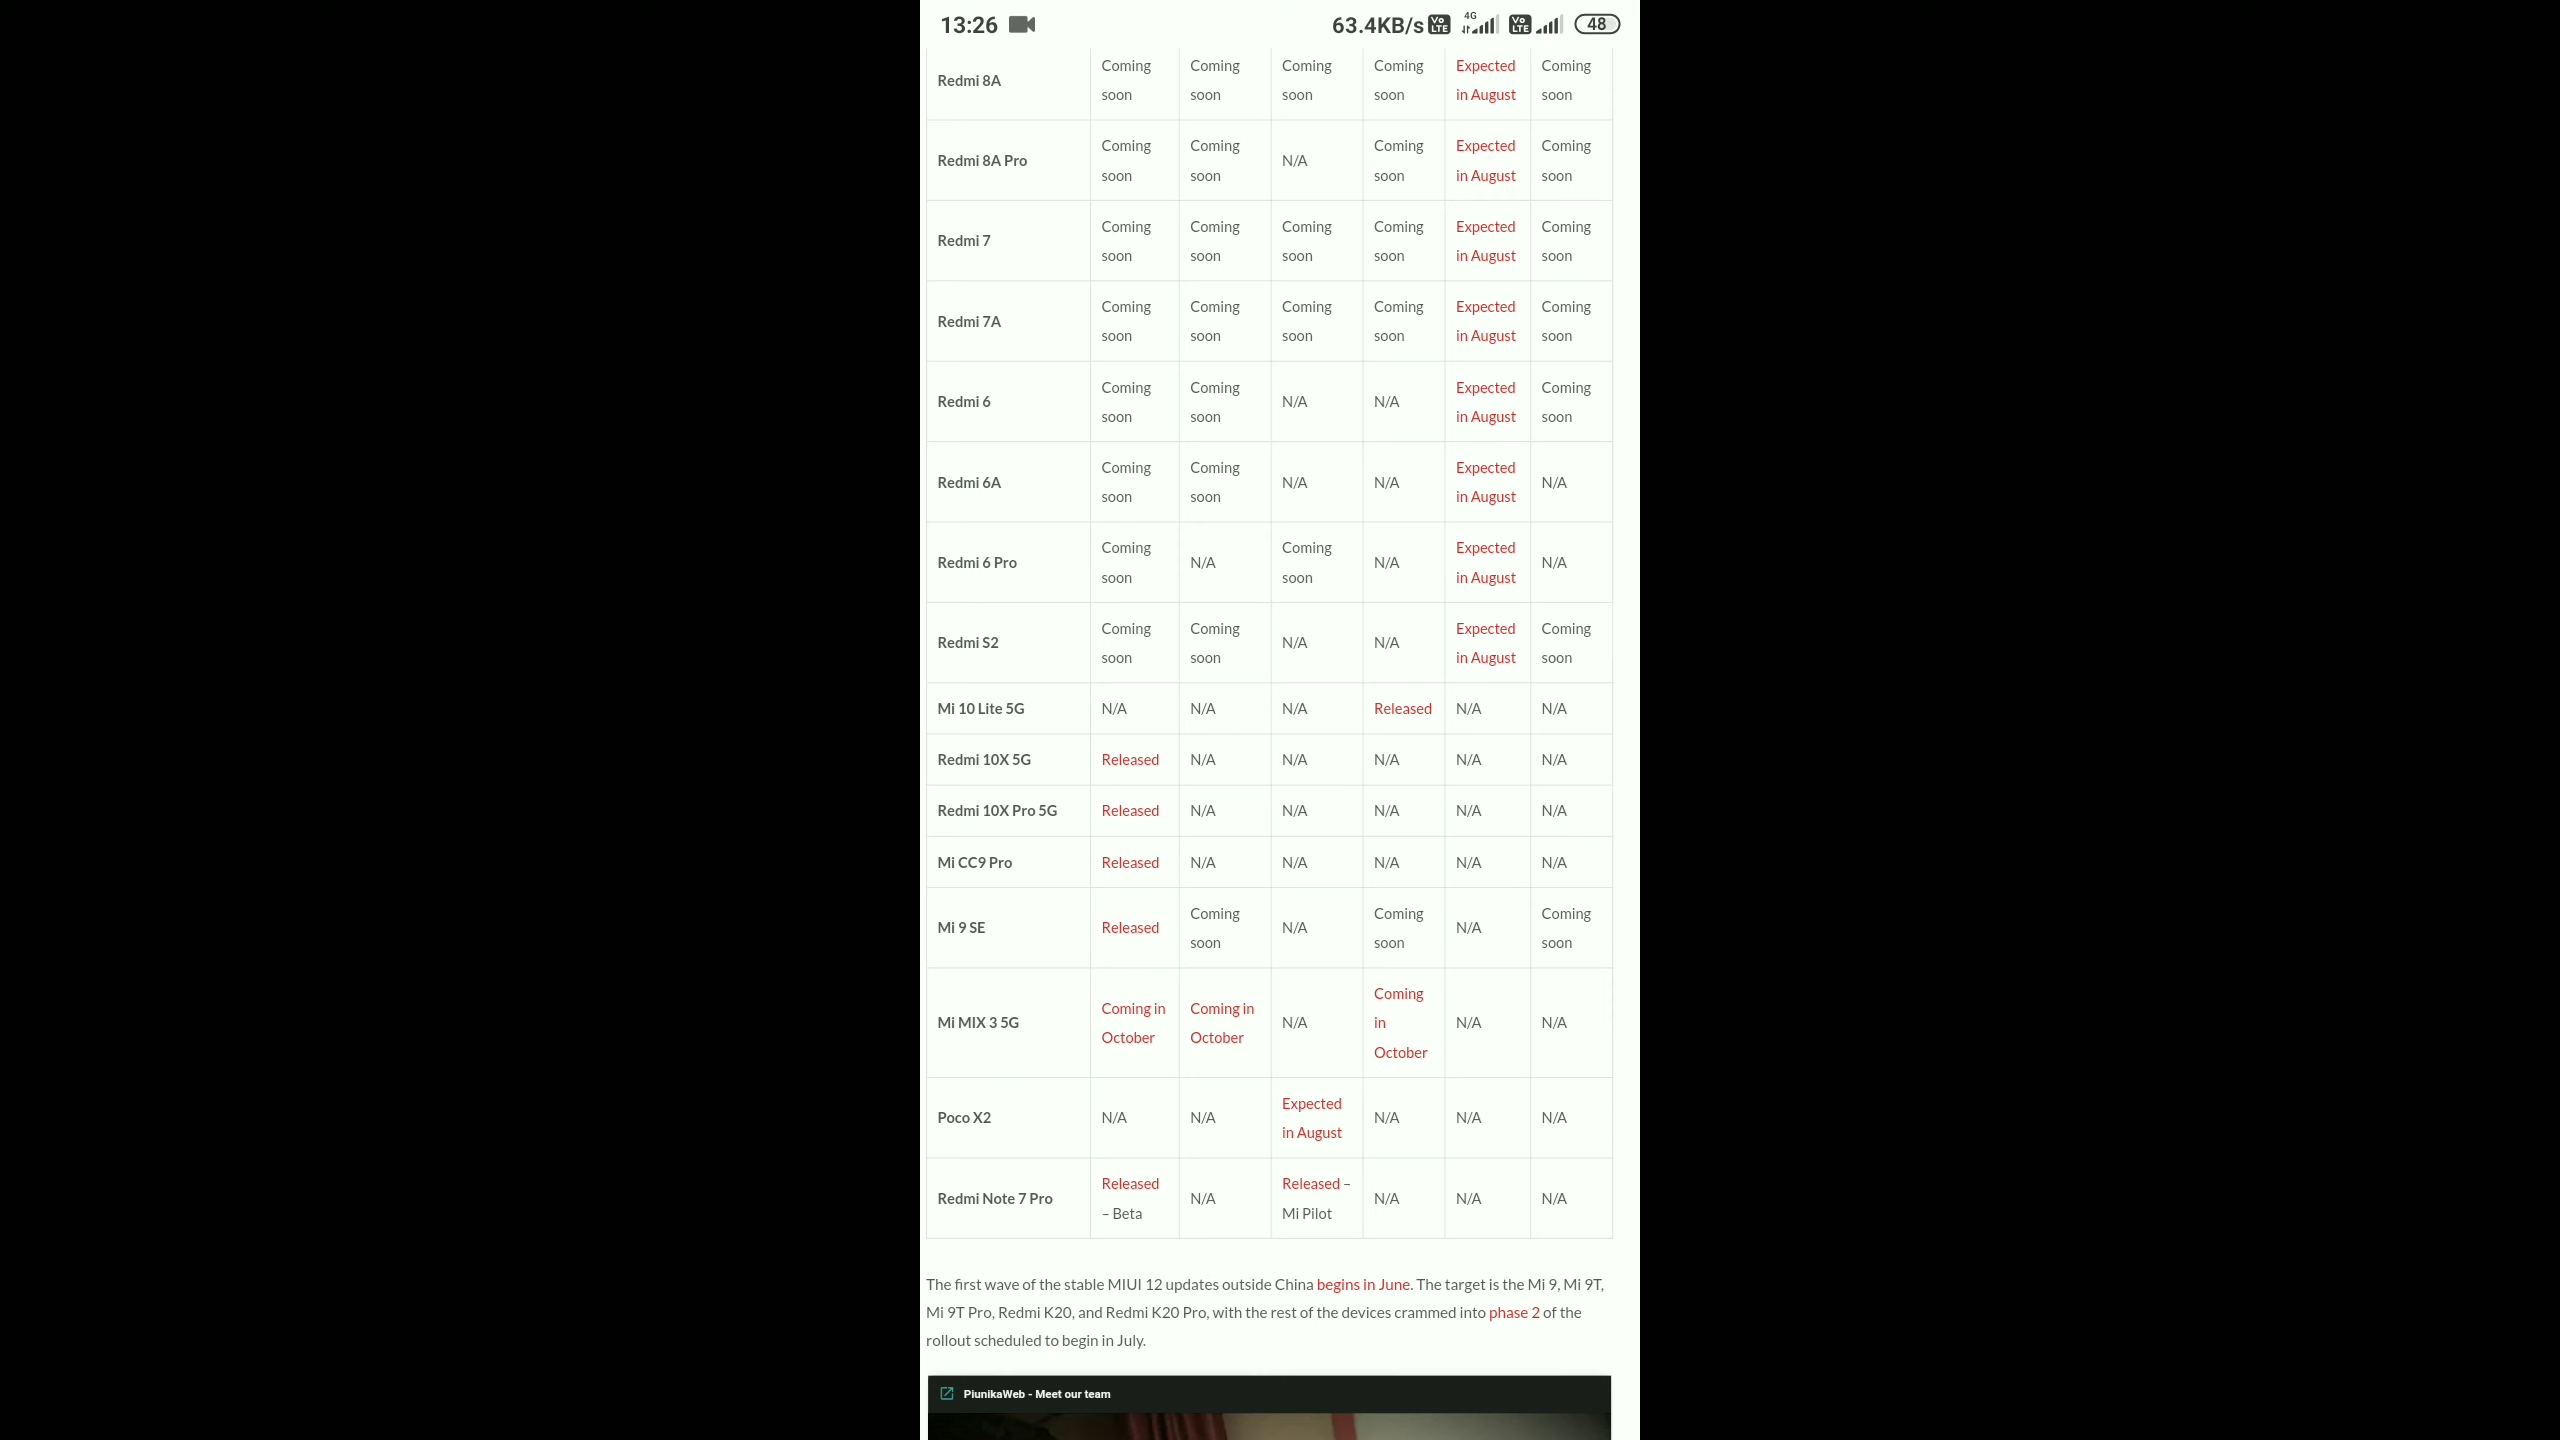 13:26 63.4KB/s Vo LTE 4G Vo LTE 48
Redmi 8A Coming soon Coming soon Coming soon Coming soon Expected in August Coming soon
Redmi 8A Pro Coming soon Coming soon N/A Coming soon Expected in August Coming soon
Redmi 7 Coming soon Coming soon Coming soon Coming soon Expected in August Coming soon
Redmi 7A Coming soon Coming soon Coming soon Coming soon Expected in August Coming soon
Redmi 6 Coming soon Coming soon N/A N/A Expected in August Coming soon
Redmi 6A Coming soon Coming soon N/A N/A Expected in August N/A
Redmi 6 Pro Coming soon N/A Coming soon N/A Expected in August N/A
Redmi S2 Coming soon Coming soon N/A N/A Expected in August Coming soon
Mi 10 Lite 5G N/A N/A N/A Released N/A N/A
Redmi 10X 5G Released N/A N/A N/A N/A N/A
Redmi 10X Pro 5G Released N/A N/A N/A N/A N/A
Mi CC9 Pro Released N/A N/A N/A N/A N/A
Mi 9 SE Released Coming soon N/A Coming soon N/A Coming soon
Mi MIX 3 5G Coming in October Coming in October N/A Coming in October N/A N/A
Poco X2 N/A N/A Expected in August N/A N/A N/A
Redmi Note 7 Pro Released – Beta N/A Released – Mi Pilot N/A N/A N/A
The first wave of the stable MIUI 12 updates outside China begins in June. The target is the Mi 9, Mi 9T,
Mi 9T Pro, Redmi K20, and Redmi K20 Pro, with the rest of the devices crammed into phase 2 of the
rollout scheduled to begin in July.
PiunikaWeb - Meet our team